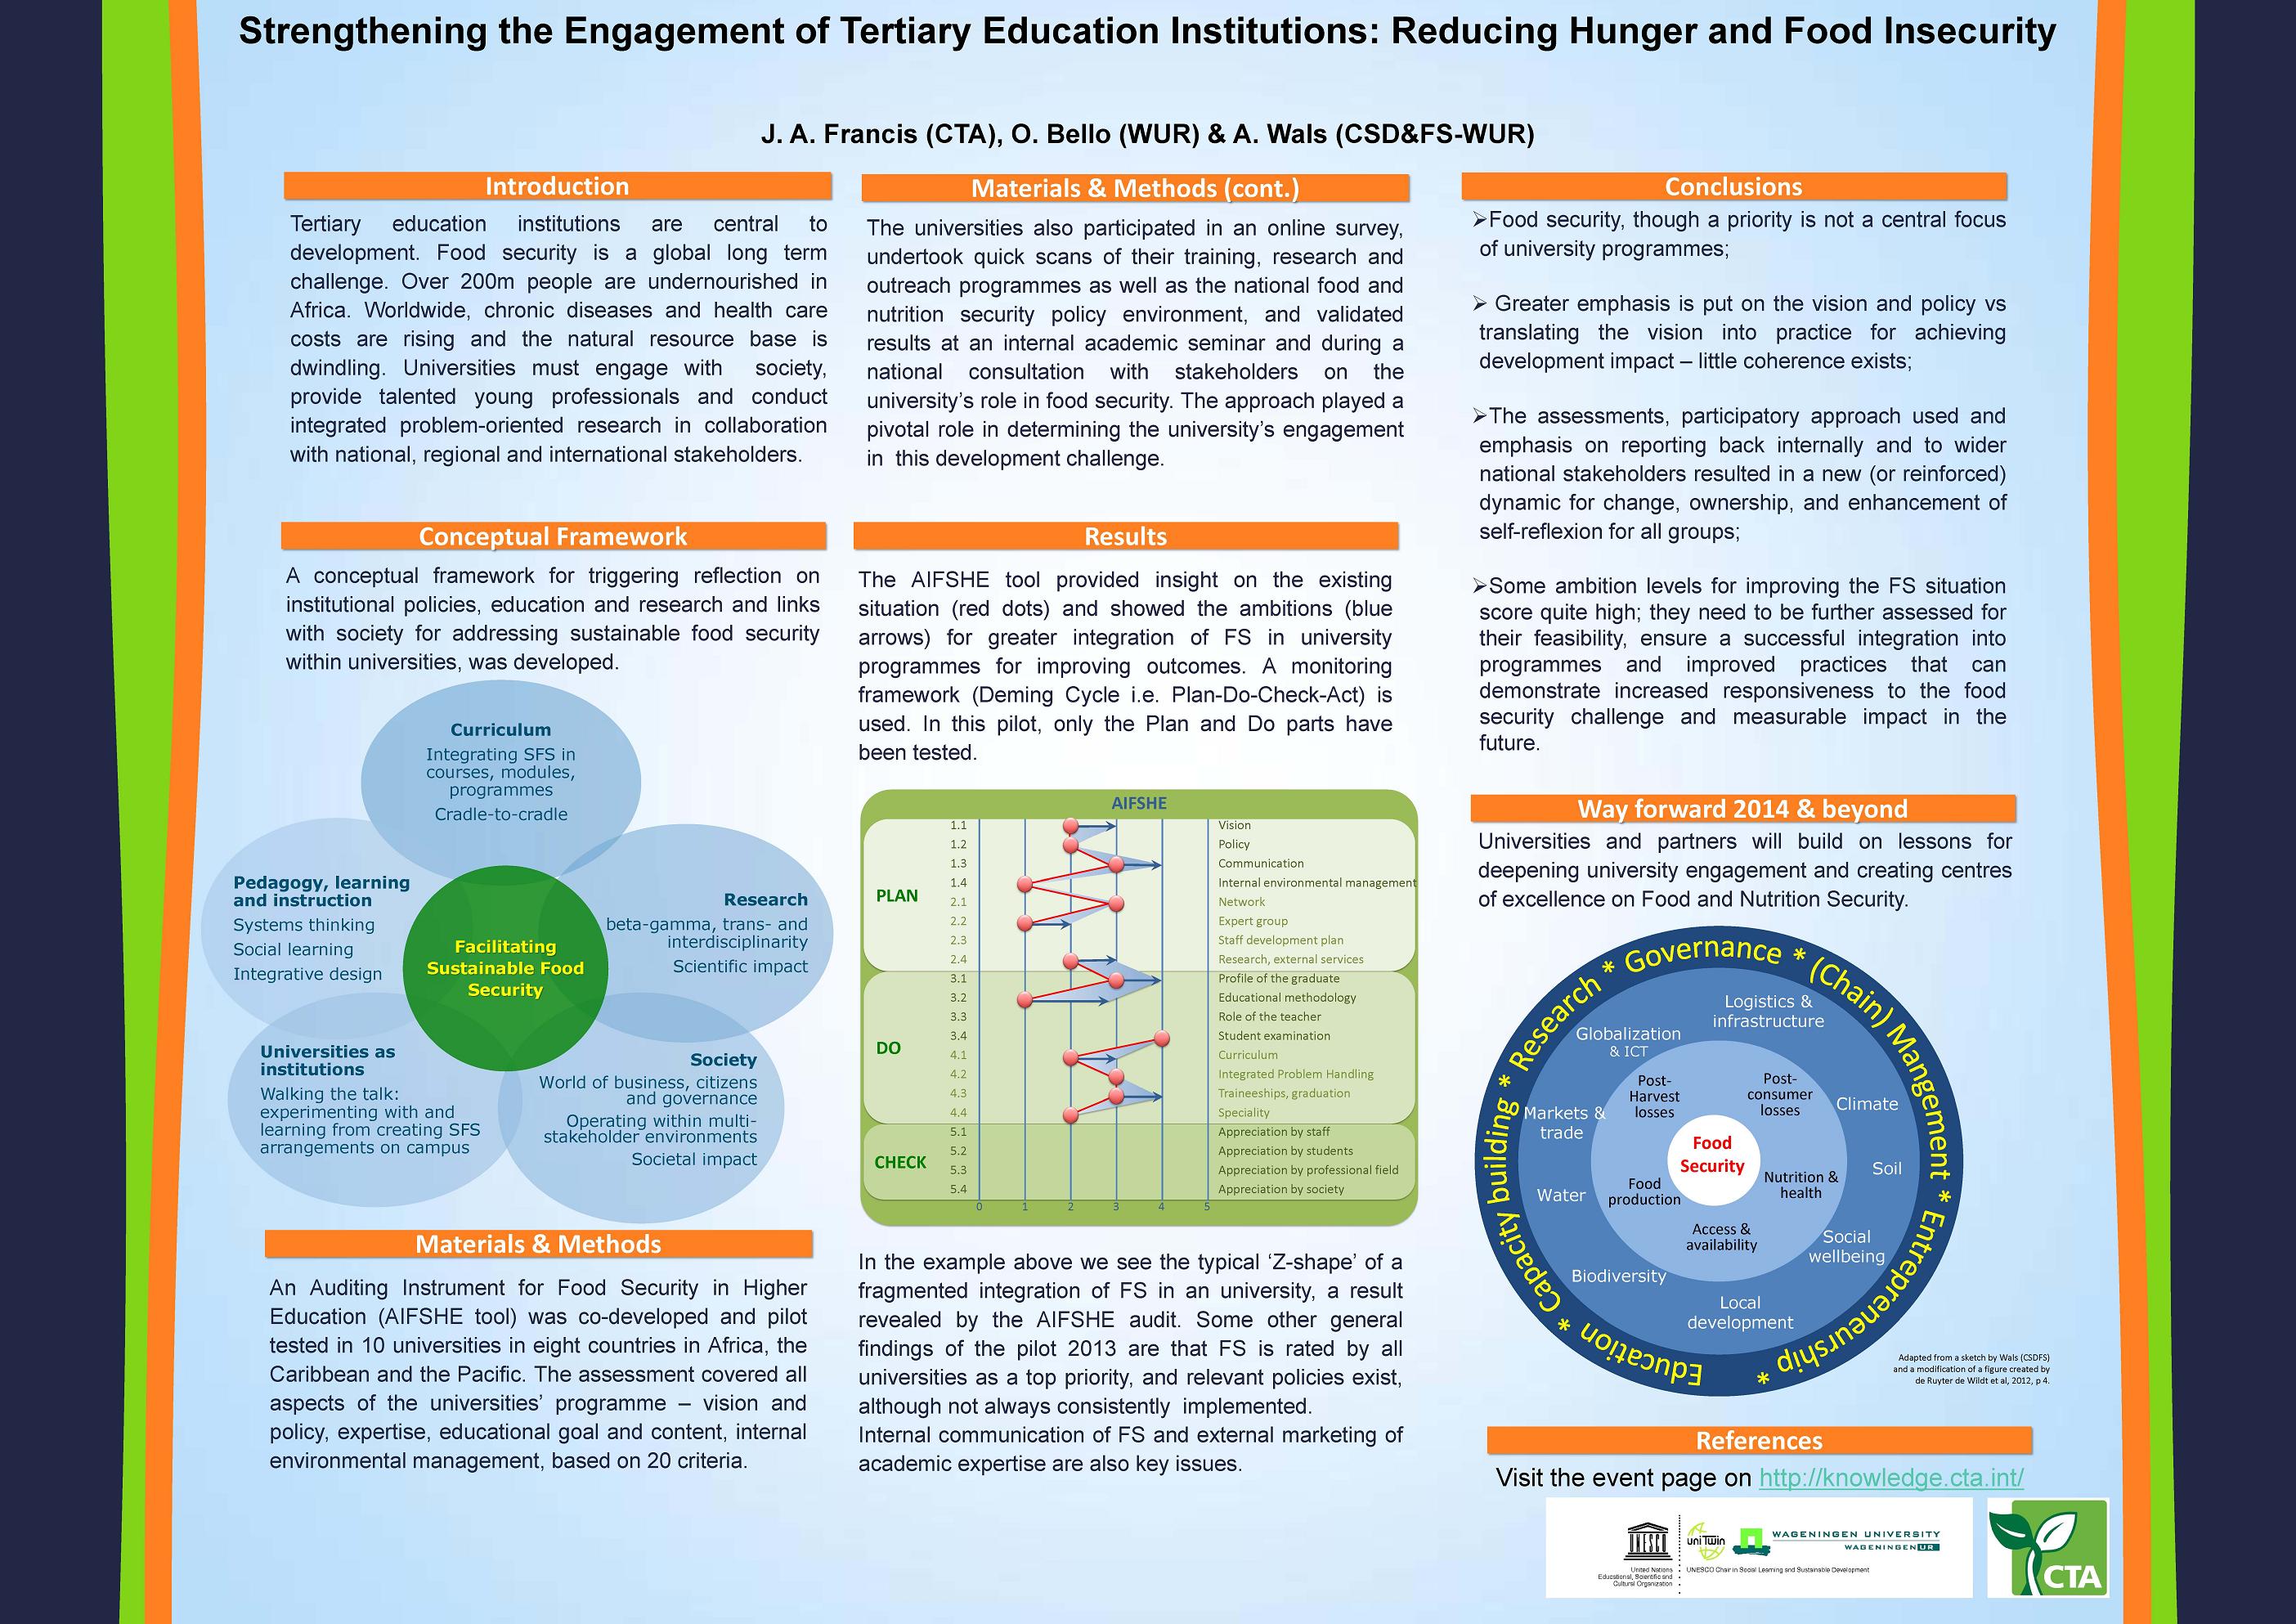 Strengthening the Engagement of Tertiary Education Institutions: Reducing Hunger and Food Insecurity
J. A. Francis (CTA), O. Bello (WUR) & A. Wals (CSD&FS-WUR)
Introduction
Tertiary education institutions are central to
development. Food security is a global long term
challenge. Over 200m people are undernourished in
Africa. Worldwide, chronic diseases and health care
costs are rising and the natural resource base is
dwindling. Universities must engage with society,
provide talented young professionals and conduct
integrated problem-oriented research in collaboration
with national, regional and international stakeholders.
Conceptual Framework
A conceptual framework for triggering reflection on
institutional policies, education and research and links
with society for addressing sustainable food security
within universities, was developed.
Curriculum
Integrating SFS in
courses, modules,
programmes
Cradle-to-cradle
Pedagogy, learning
and instruction
Systems thinking
Social learning
Integrative design
Research
beta-gamma, trans- and
interdisciplinarity
Scientific impact
Facilitating
Sustainable Food
Security
Universities as
institutions
Walking the talk:
experimenting with and
learning from creating SFS
arrangements on campus
Society
World of business, citizens
and governance
Operating within multi-
stakeholder environments
Societal impact
Materials & Methods
An Auditing Instrument for Food Security in Higher
Education (AIFSHE tool) was co-developed and pilot
tested in 10 universities in eight countries in Africa, the
Caribbean and the Pacific. The assessment covered all
aspects of the universities' programme – vision and
policy, expertise, educational goal and content, internal
environmental management, based on 20 criteria.
Materials & Methods (cont.)
The universities also participated in an online survey,
undertook quick scans of their training, research and
outreach programmes as well as the national food and
nutrition security policy environment, and validated
results at an internal academic seminar and during a
national consultation with stakeholders on the
university's role in food security. The approach played a
pivotal role in determining the university's engagement
in this development challenge.
Results
The AIFSHE tool provided insight on the existing
situation (red dots) and showed the ambitions (blue
arrows) for greater integration of FS in university
programmes for improving outcomes. A monitoring
framework (Deming Cycle i.e. Plan-Do-Check-Act) is
used. In this pilot, only the Plan and Do parts have
been tested.
AIFSHE
PLAN
1.1 Vision
1.2 Policy
1.3 Communication
1.4 Internal environmental management
2.1 Network
2.2 Expert group
2.3 Staff development plan
2.4 Research, external services
DO
3.1 Profile of the graduate
3.2 Educational methodology
3.3 Role of the teacher
3.4 Student examination
4.1 Curriculum
4.2 Integrated Problem Handling
4.3 Traineeships, graduation
4.4 Speciality
CHECK
5.1 Appreciation by staff
5.2 Appreciation by students
5.3 Appreciation by professional field
5.4 Appreciation by society
0 1 2 3 4 5
In the example above we see the typical 'Z-shape' of a
fragmented integration of FS in an university, a result
revealed by the AIFSHE audit. Some other general
findings of the pilot 2013 are that FS is rated by all
universities as a top priority, and relevant policies exist,
although not always consistently implemented.
Internal communication of FS and external marketing of
academic expertise are also key issues.
Conclusions
➢Food security, though a priority is not a central focus
of university programmes;
➢ Greater emphasis is put on the vision and policy vs
translating the vision into practice for achieving
development impact – little coherence exists;
➢The assessments, participatory approach used and
emphasis on reporting back internally and to wider
national stakeholders resulted in a new (or reinforced)
dynamic for change, ownership, and enhancement of
self-reflexion for all groups;
➢Some ambition levels for improving the FS situation
score quite high; they need to be further assessed for
their feasibility, ensure a successful integration into
programmes and improved practices that can
demonstrate increased responsiveness to the food
security challenge and measurable impact in the
future.
Way forward 2014 & beyond
Universities and partners will build on lessons for
deepening university engagement and creating centres
of excellence on Food and Nutrition Security.
* Research * Governance * (Chain) Mangement * Entrepreneurship * Education * Capacity building
Logistics &
infrastructure
Globalization
& ICT
Markets &
trade
Climate
Soil
Water
Social
wellbeing
Biodiversity
Local
development
Post-
Harvest
losses
Post-
consumer
losses
Food
production
Nutrition &
health
Access &
availability
Food
Security
Adapted from a sketch by Wals (CSDFS)
and a modification of a figure created by
de Ruyter de Wildt et al, 2012, p 4.
References
Visit the event page on http://knowledge.cta.int/
UNESCO
United Nations
Educational, Scientific and
Cultural Organization
uniTwin
UNESCO Chair in Social Learning and Sustainable Development
WAGENINGEN UNIVERSITY
WAGENINGEN UR
CTA